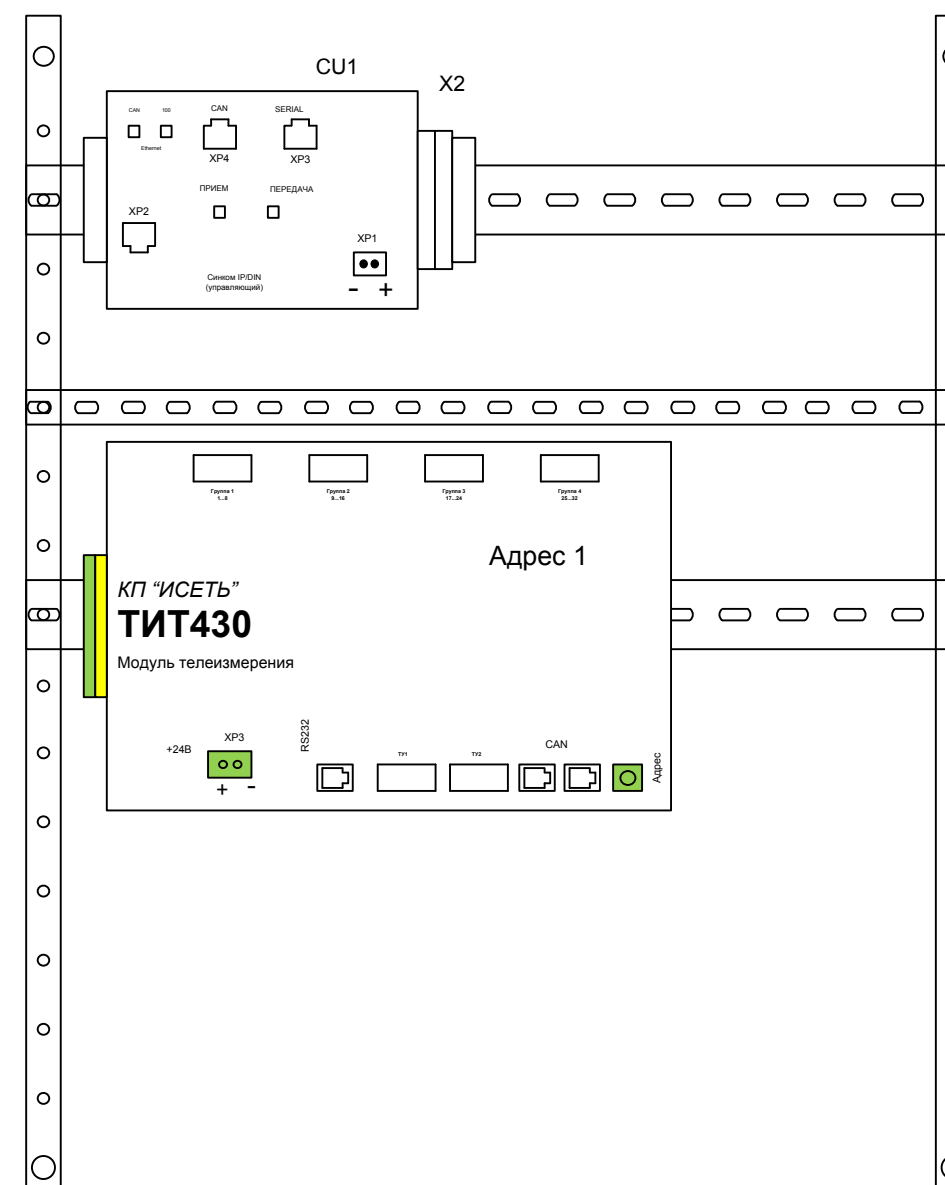 CU1
X2
CAN
100
CAN
SERIAL
Ethernet
XP4
XP3
ПРИЕМ
ПЕРЕДАЧА
XP2
XP1
Синком IP/DIN
(управляющий)
- +
Группа 1
1...8
Группа 2
9...16
Группа 3
17...24
Группа 4
25...32
Адрес 1
КП “ИСЕТЬ”
ТИТ430
Модуль телеизмерения
+24В
XP3
+ -
RS232
ТУ1
ТУ2
CAN
Адрес